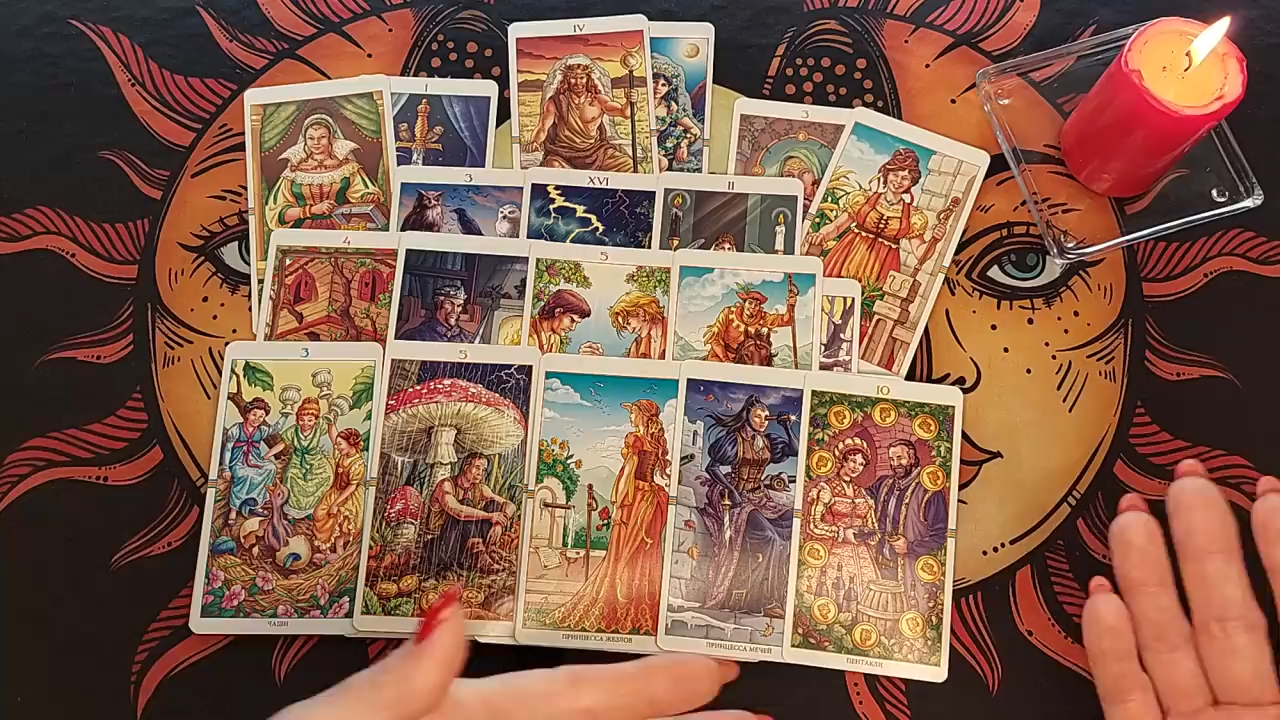 IV
I
3
3
XVI
II
4
5
3
ЧАШИ
5
ПРИНЦЕССА ЖЕЗЛОВ
ПРИНЦЕССА МЕЧЕЙ
10
ПЕНТАКЛИ